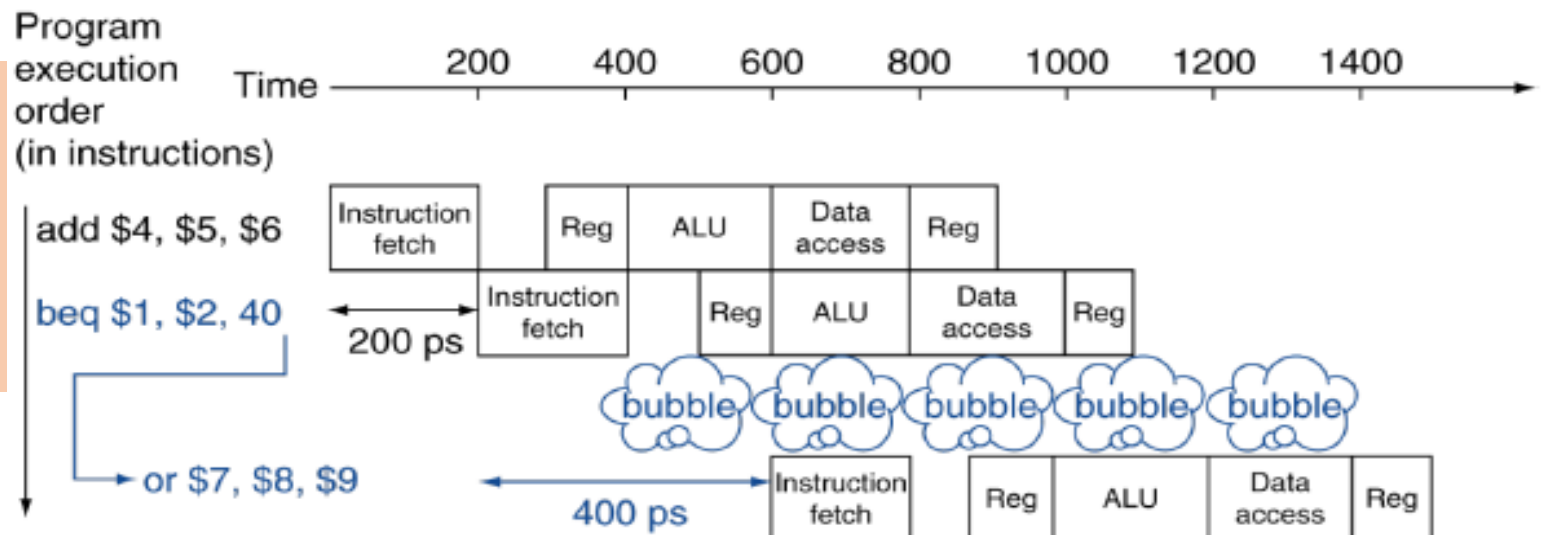 Program
execution
order
(in instructions)
Time
200 400 600 800 1000 1200 1400
add $4, $5, $6
Instruction
fetch
Reg
ALU
Data
access
Reg
beq $1, $2, 40
200 ps
Instruction
fetch
Reg
ALU
Data
access
Reg
bubble bubble bubble bubble bubble
or $7, $8, $9
400 ps
Instruction
fetch
Reg
ALU
Data
access
Reg